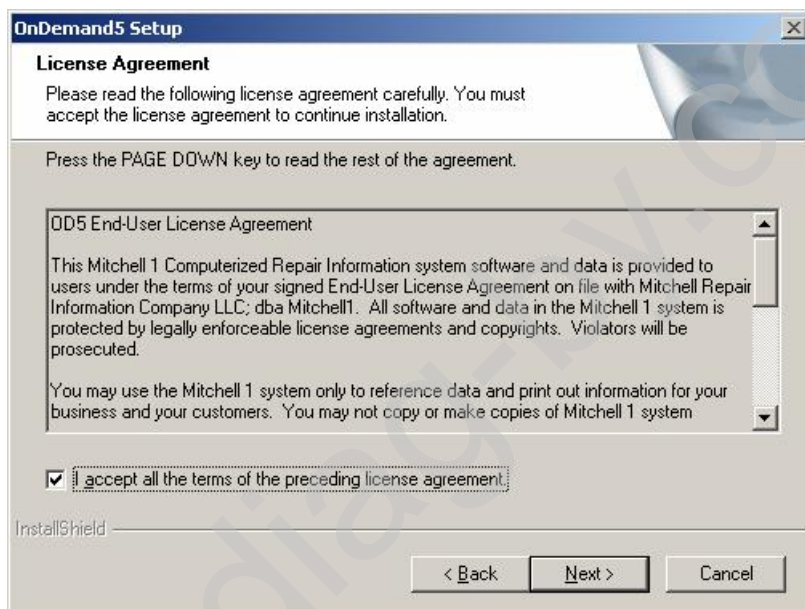 OnDemand5 Setup
License Agreement
Please read the following license agreement carefully. You must
accept the license agreement to continue installation.
Press the PAGE DOWN key to read the rest of the agreement.
OD5 End-User License Agreement
This Mitchell 1 Computerized Repair Information system software and data is provided to
users under the terms of your signed End-User License Agreement on file with Mitchell Repair
Information Company LLC; dba Mitchell1.  All software and data in the Mitchell 1 system is
protected by legally enforceable license agreements and copyrights.  Violators will be
prosecuted.
You may use the Mitchell 1 system only to reference data and print out information for your
business and your customers.  You may not copy or make copies of Mitchell 1 system
I accept all the terms of the preceding license agreement.
InstallShield
< Back
Next >
Cancel
diag-by.co